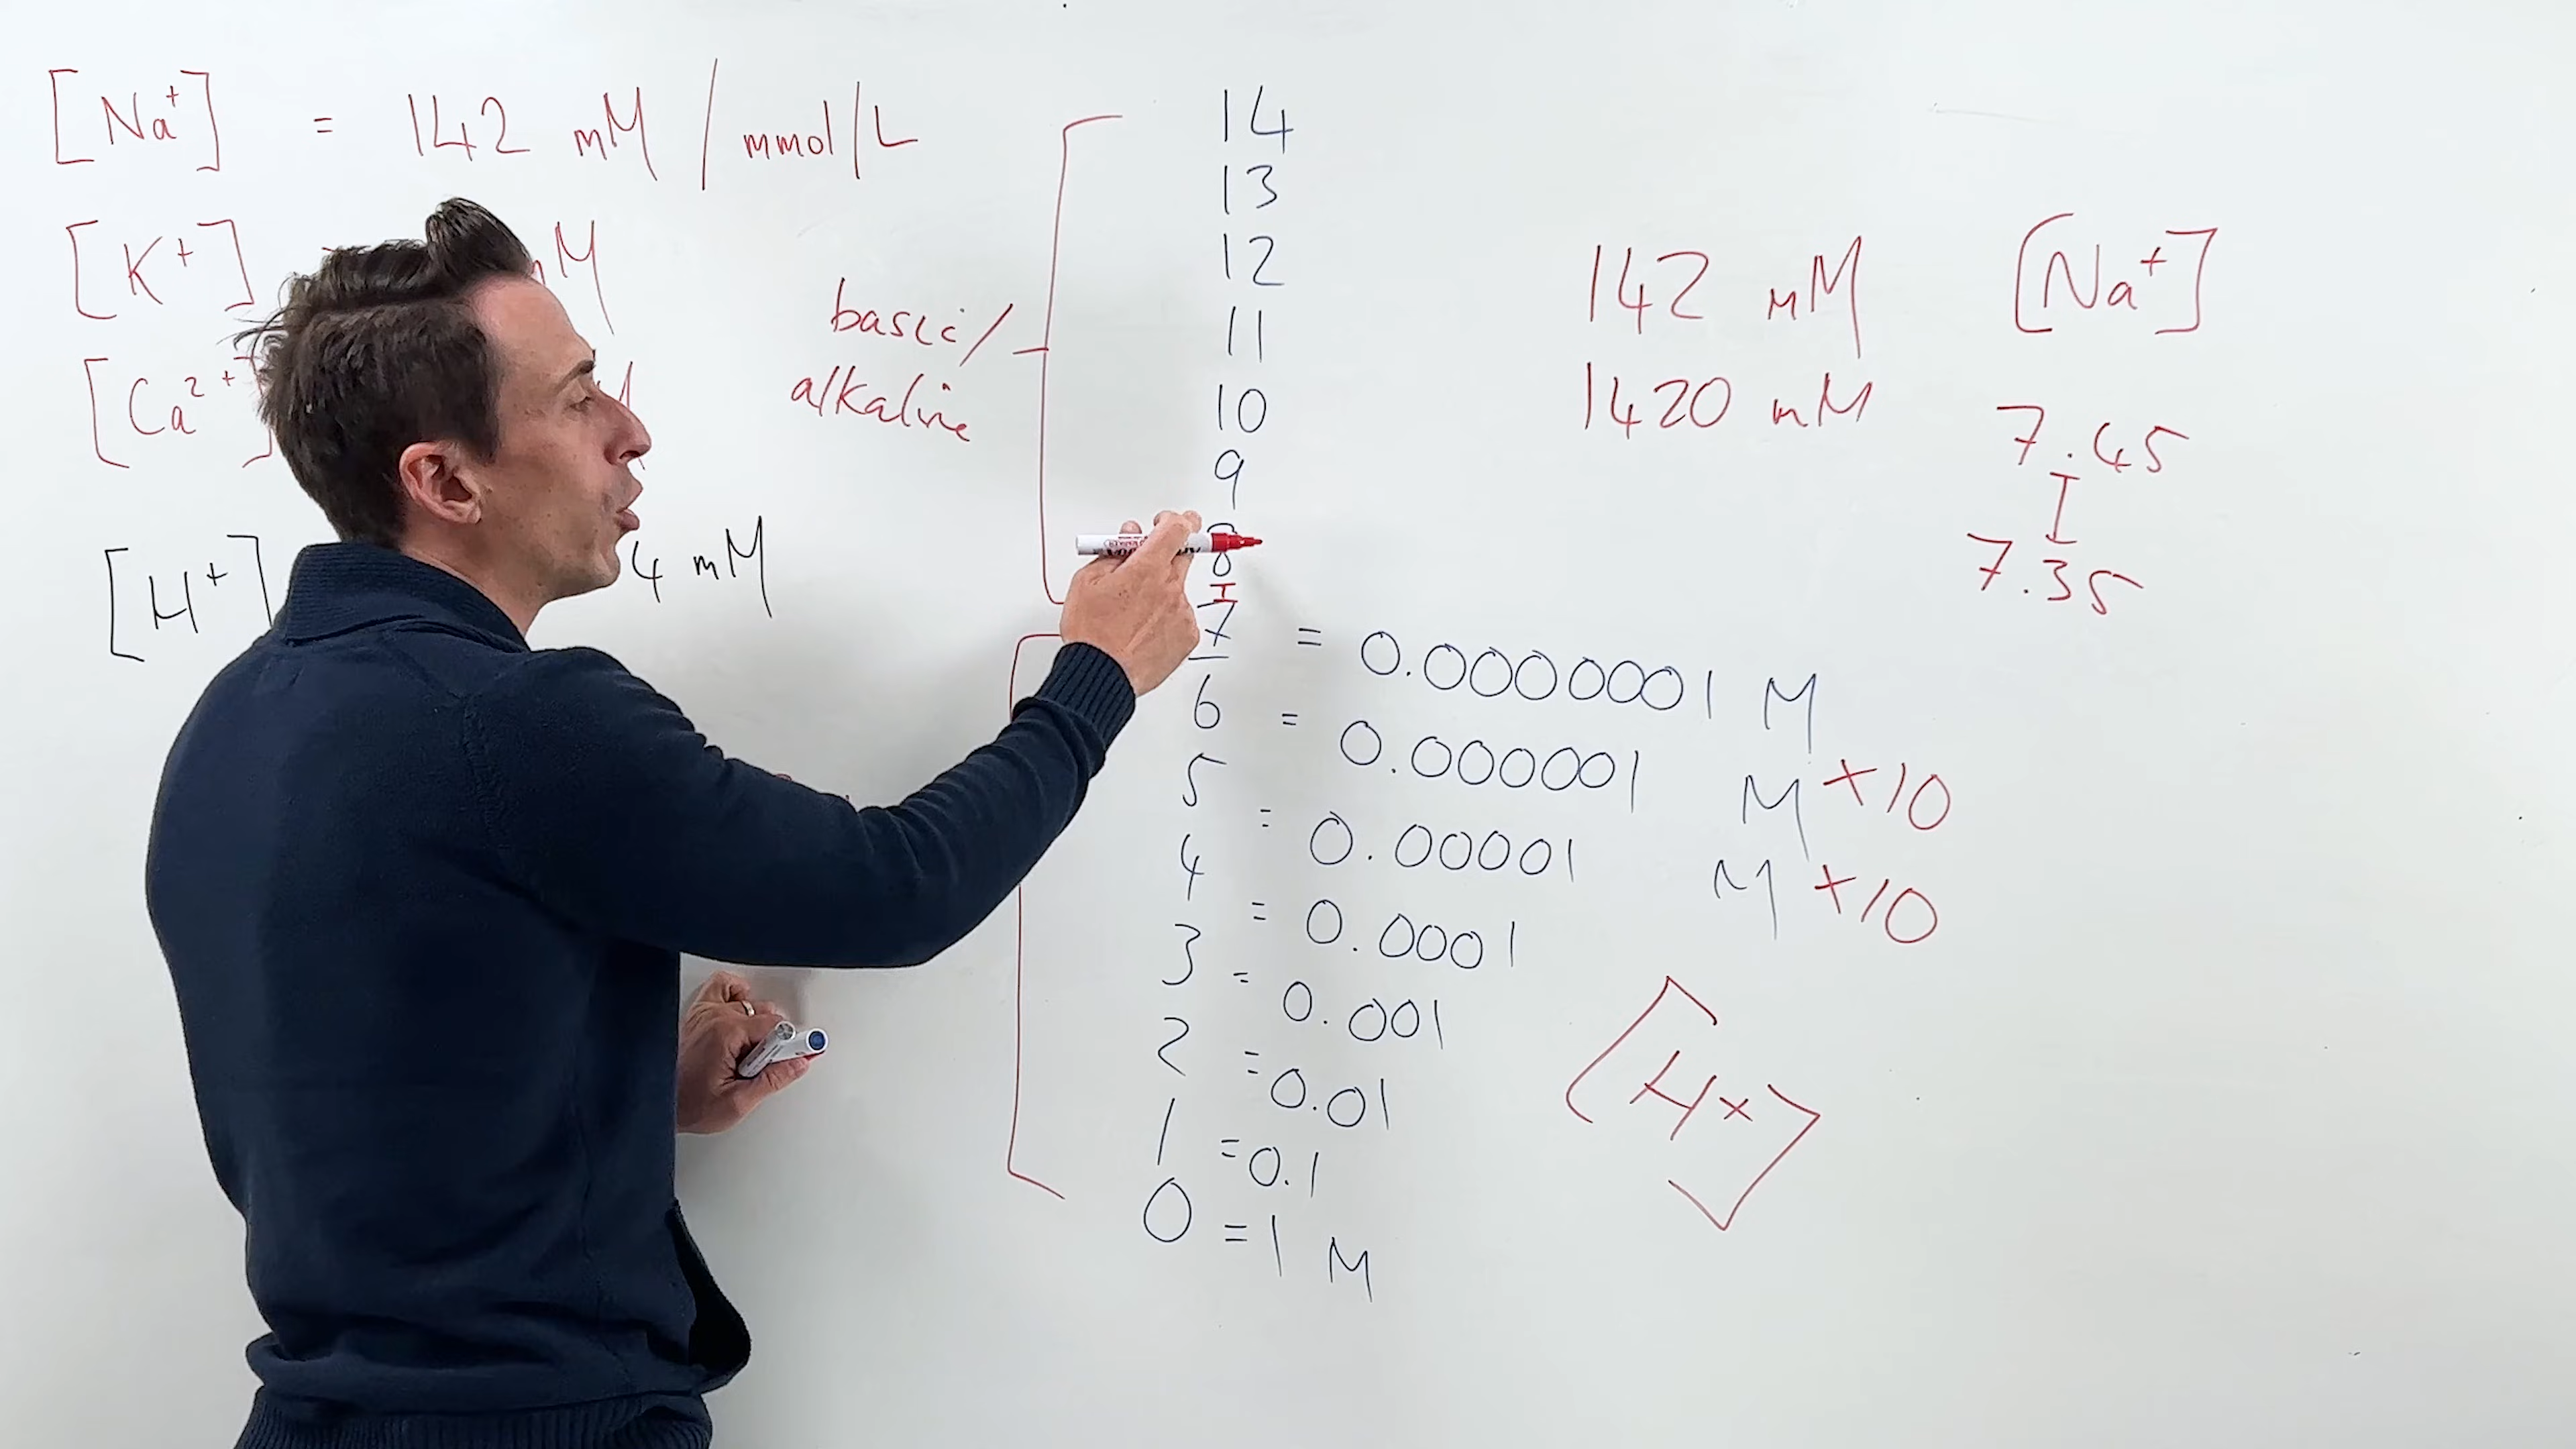 [Na⁺] = 142 mM / mmol/L
[K⁺] M
[Ca²⁺]
[H⁺] 4 mM
basic/
alkaline
14
13
12
11
10
9
8
7 = 0.0000001 M
6 = 0.000001 M ×10
5 = 0.00001 M ×10
4 = 0.0001
3 = 0.001
2 = 0.01
1 = 0.1
0 = 1 M
142 mM [Na⁺]
1420 mM
7.45
7.35
[H⁺]